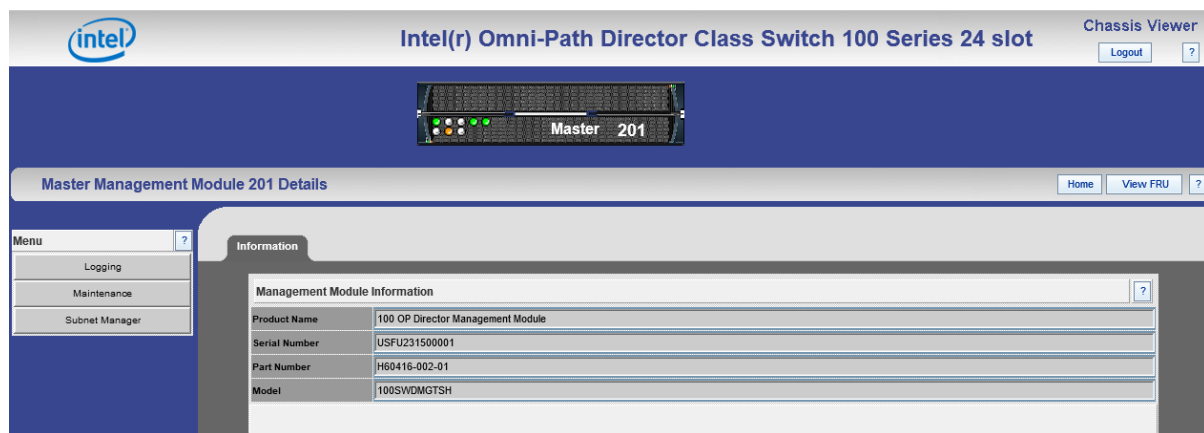 intel
Intel(r) Omni-Path Director Class Switch 100 Series 24 slot
Chassis Viewer
Logout ?
Master 201
Master Management Module 201 Details
Home View FRU ?
Menu ?
Logging
Maintenance
Subnet Manager
Information
Management Module Information ?
Product Name 100 OP Director Management Module
Serial Number USFU231500001
Part Number H60416-002-01
Model 100SWDMGTSH